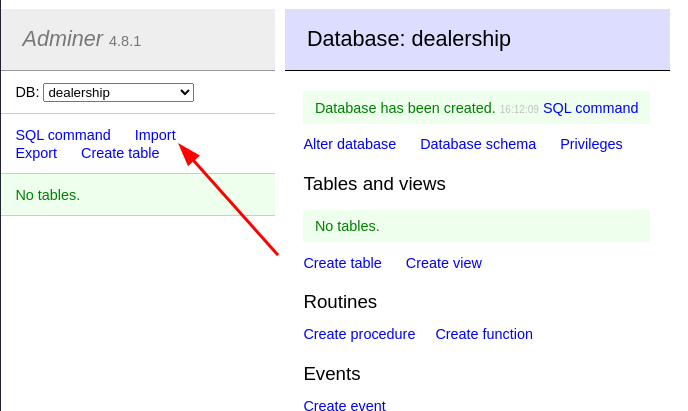 Adminer 4.8.1
DB: dealership
SQL command Import
Export Create table
No tables.
Database: dealership
Database has been created. 16:12:09 SQL command
Alter database Database schema Privileges
Tables and views
No tables.
Create table Create view
Routines
Create procedure Create function
Events
Create event